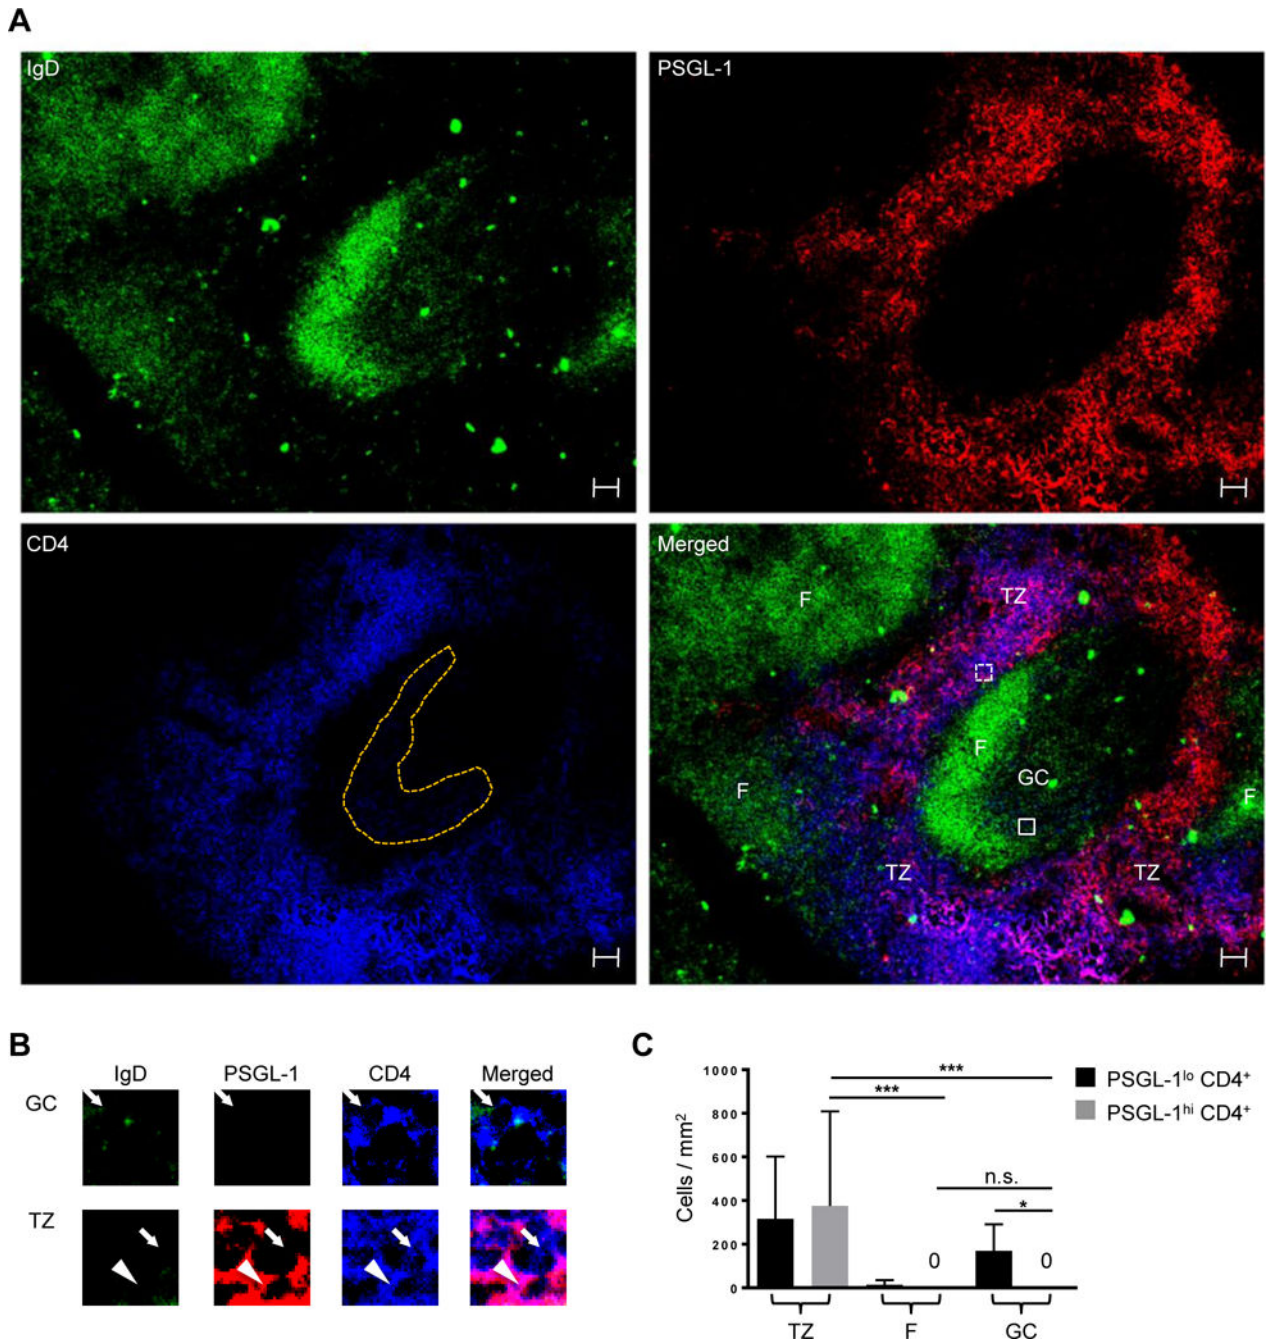 A
IgD
PSGL-1
CD4
Merged
F
TZ
F
F
GC
F
TZ
TZ
B
IgD PSGL-1 CD4 Merged
GC
TZ
C
1000
800
600
400
200
0
Cells / mm²
***
***
n.s.
*
0
0
PSGL-1ˡᵒ CD4⁺
PSGL-1ʰⁱ CD4⁺
TZ F GC